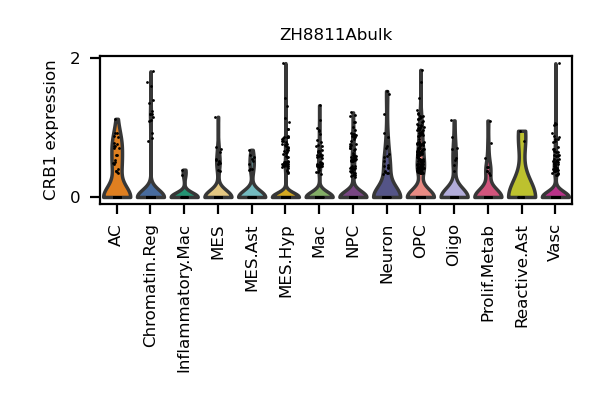 ZH8811Abulk
CRB1 expression
2
0
AC
Chromatin.Reg
Inflammatory.Mac
MES
MES.Ast
MES.Hyp
Mac
NPC
Neuron
OPC
Oligo
Prolif.Metab
Reactive.Ast
Vasc